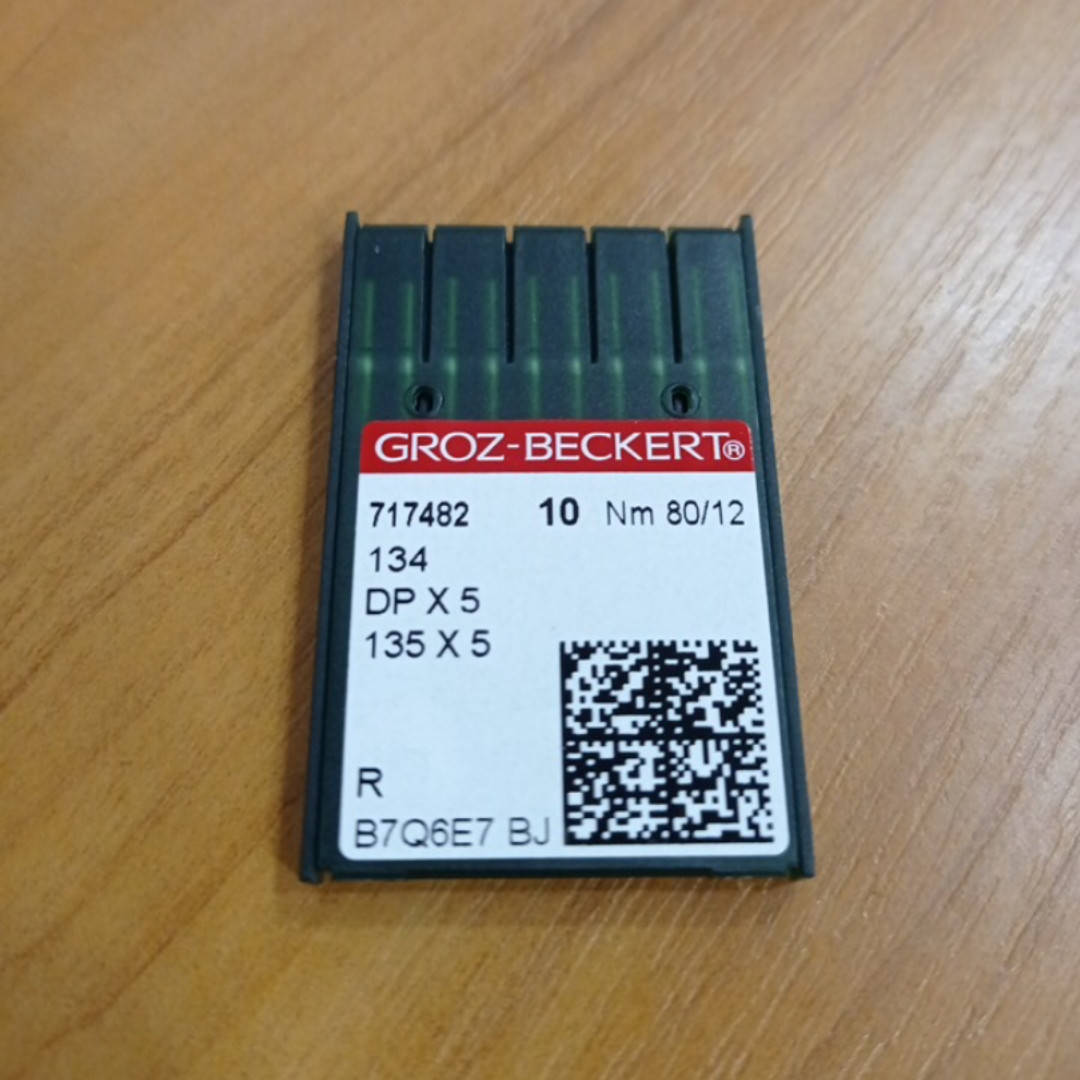 GROZ-BECKERT®
717482 10 Nm 80/12
134
DP X 5
135 X 5
R
B7Q6E7 BJ